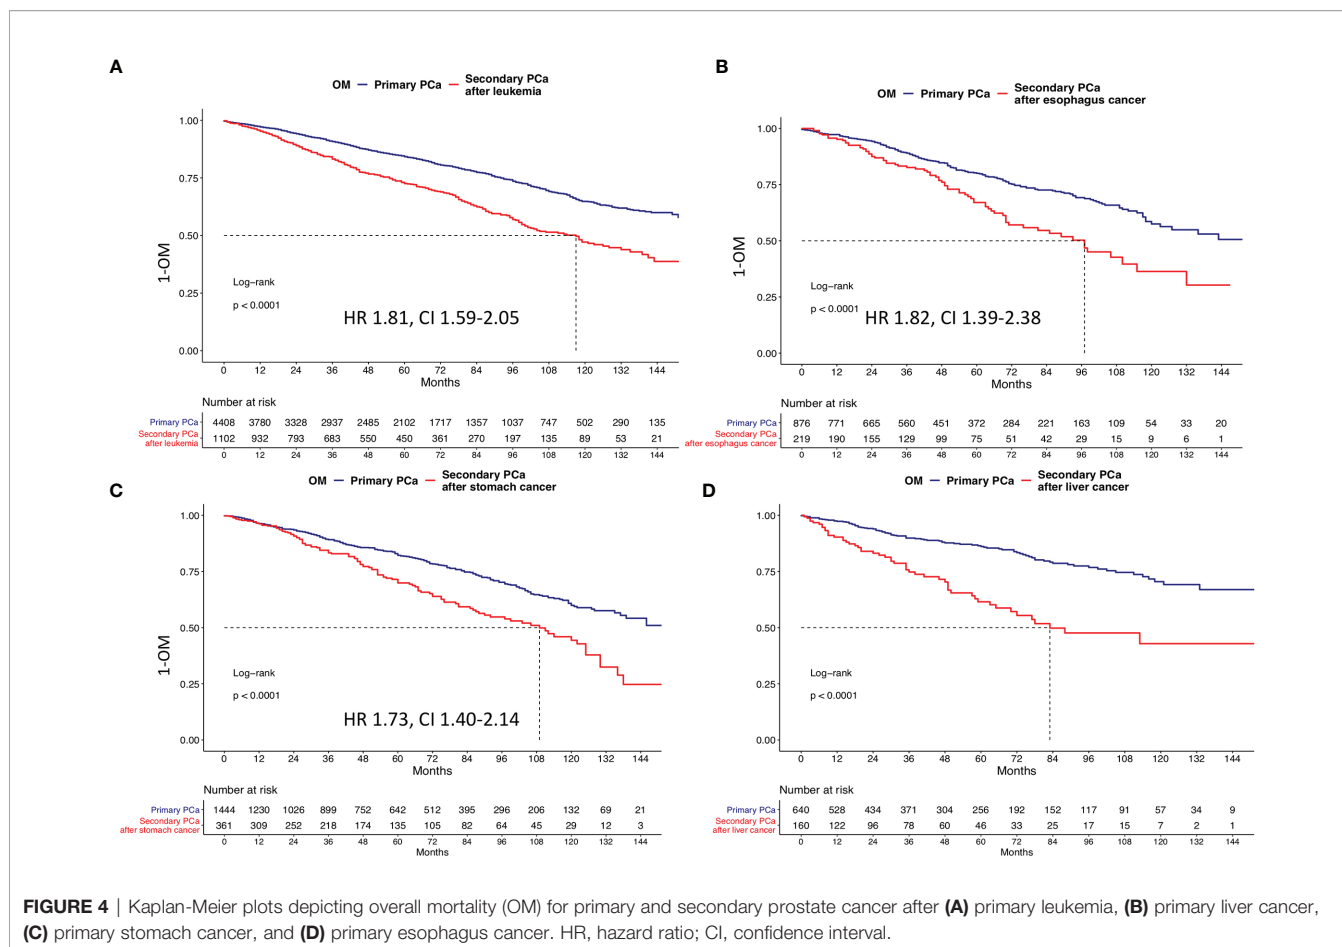 A
OM Primary PCa Secondary PCa
after leukemia
1.00
0.75
0.50
0.25
0.00
1-OM
Log-rank
p < 0.0001
HR 1.81, CI 1.59-2.05
0 12 24 36 48 60 72 84 96 108 120 132 144
Months
Number at risk
Primary PCa 4408 3780 3328 2937 2485 2102 1717 1357 1037 747 502 290 135
Secondary PCa
after leukemia 1102 932 793 683 550 450 361 270 197 135 89 53 21
0 12 24 36 48 60 72 84 96 108 120 132 144
Months
B
OM Primary PCa Secondary PCa
after esophagus cancer
1.00
0.75
0.50
0.25
0.00
1-OM
Log-rank
p < 0.0001
HR 1.82, CI 1.39-2.38
0 12 24 36 48 60 72 84 96 108 120 132 144
Months
Number at risk
Primary PCa 876 771 665 560 451 372 284 221 163 109 54 33 20
Secondary PCa
after esophagus cancer 219 190 155 129 99 75 51 42 29 15 9 6 1
0 12 24 36 48 60 72 84 96 108 120 132 144
Months
C
OM Primary PCa Secondary PCa
after stomach cancer
1.00
0.75
0.50
0.25
0.00
1-OM
Log-rank
p < 0.0001
HR 1.73, CI 1.40-2.14
0 12 24 36 48 60 72 84 96 108 120 132 144
Months
Number at risk
Primary PCa 1444 1230 1026 899 752 642 512 395 296 206 132 69 21
Secondary PCa
after stomach cancer 361 309 252 218 174 135 105 82 64 45 29 12 3
0 12 24 36 48 60 72 84 96 108 120 132 144
Months
D
OM Primary PCa Secondary PCa
after liver cancer
1.00
0.75
0.50
0.25
0.00
Log-rank
p < 0.0001
0 12 24 36 48 60 72 84 96 108 120 132 144
Months
Number at risk
Primary PCa 640 528 434 371 304 256 192 152 117 91 57 34 9
Secondary PCa
after liver cancer 160 122 96 78 60 46 33 25 17 15 7 2 1
0 12 24 36 48 60 72 84 96 108 120 132 144
Months
FIGURE 4 | Kaplan-Meier plots depicting overall mortality (OM) for primary and secondary prostate cancer after (A) primary leukemia, (B) primary liver cancer,
(C) primary stomach cancer, and (D) primary esophagus cancer. HR, hazard ratio; CI, confidence interval.